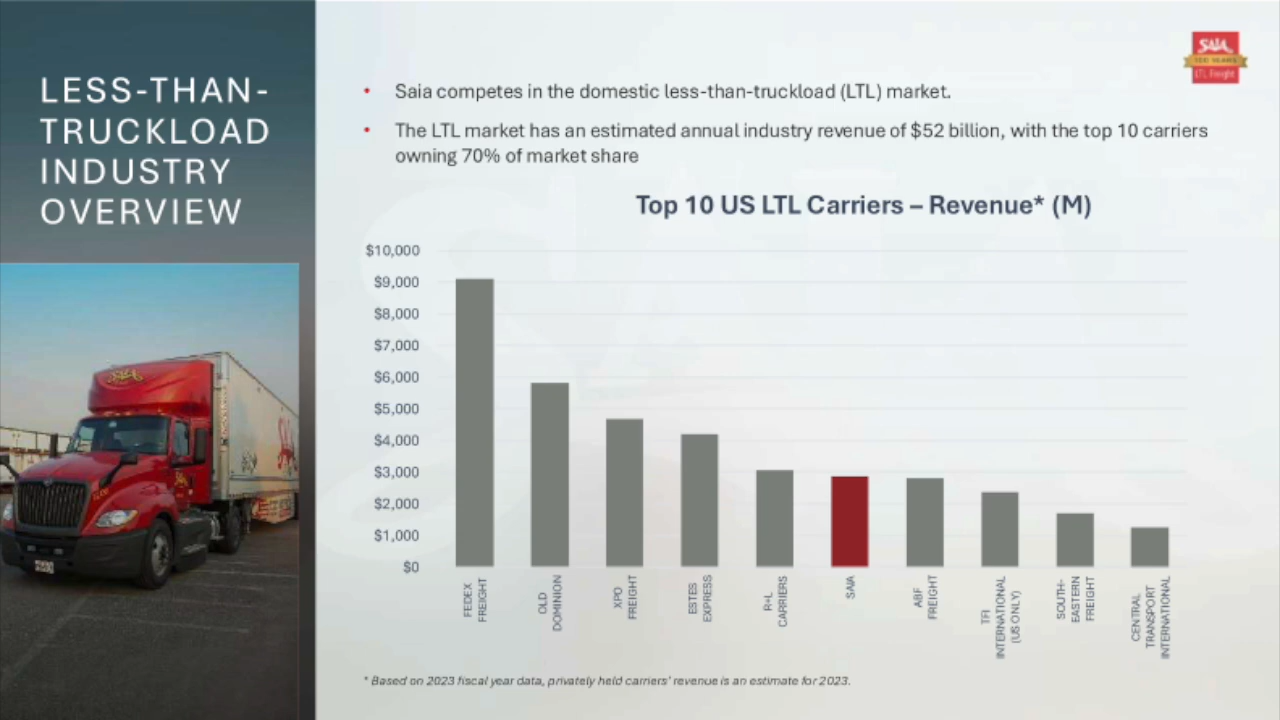 LESS-THAN-
TRUCKLOAD
INDUSTRY
OVERVIEW
SAIA
100 YEARS
LTL Freight
• Saia competes in the domestic less-than-truckload (LTL) market.
• The LTL market has an estimated annual industry revenue of $52 billion, with the top 10 carriers
owning 70% of market share
Top 10 US LTL Carriers – Revenue* (M)
$10,000
$9,000
$8,000
$7,000
$6,000
$5,000
$4,000
$3,000
$2,000
$1,000
$0
FEDEX
FREIGHT
OLD
DOMINION
XPO
FREIGHT
ESTES
EXPRESS
R+L
CARRIERS
SAIA
ABF
FREIGHT
TFI
INTERNATIONAL
(US ONLY)
SOUTH-
EASTERN
FREIGHT
CENTRAL
TRANSPORT
INTERNATIONAL
* Based on 2023 fiscal year data, privately held carriers' revenue is an estimate for 2023.
SAIA